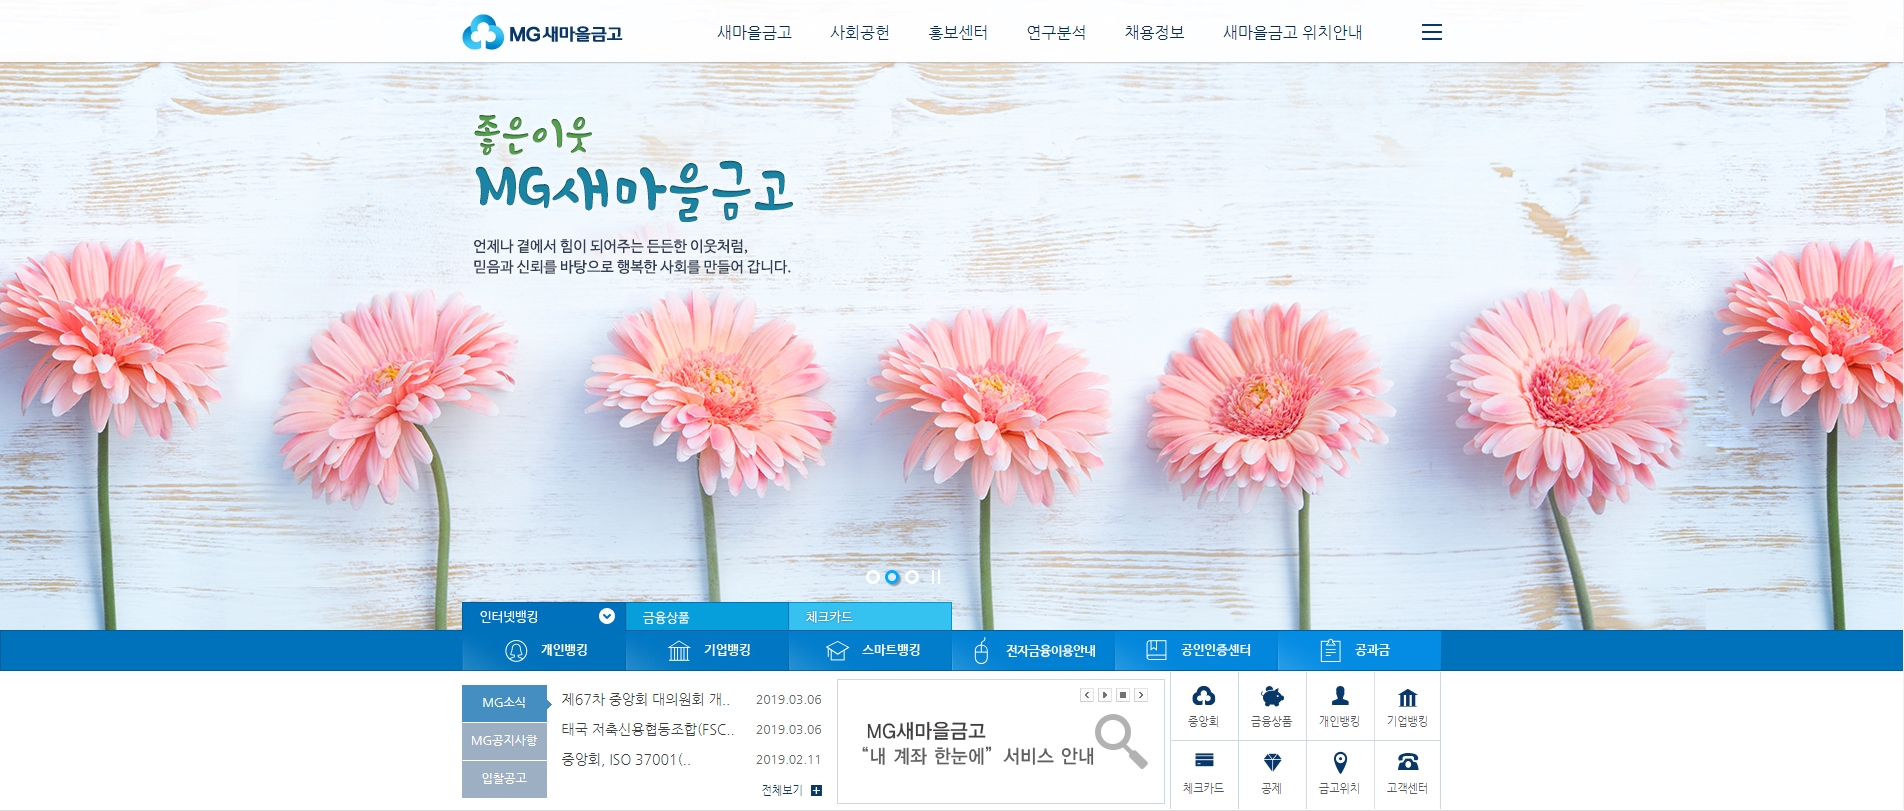 MG새마을금고
새마을금고 사회공헌 홍보센터 연구분석 채용정보 새마을금고 위치안내
좋은이웃
MG새마을금고
언제나 곁에서 힘이 되어주는 든든한 이웃처럼,
믿음과 신뢰를 바탕으로 행복한 사회를 만들어 갑니다.
인터넷뱅킹 금융상품 체크카드
개인뱅킹 기업뱅킹 스마트뱅킹 전자금융이용안내 공인인증센터 공과금
MG소식
MG공지사항
입찰공고
제67차 중앙회 대의원회 개.. 2019.03.06
태국 저축신용협동조합(FSC.. 2019.03.06
중앙회, ISO 37001(.. 2019.02.11
전체보기
MG새마을금고
“내 계좌 한눈에” 서비스 안내
중앙회 금융상품 개인뱅킹 기업뱅킹
체크카드 공제 금고위치 고객센터